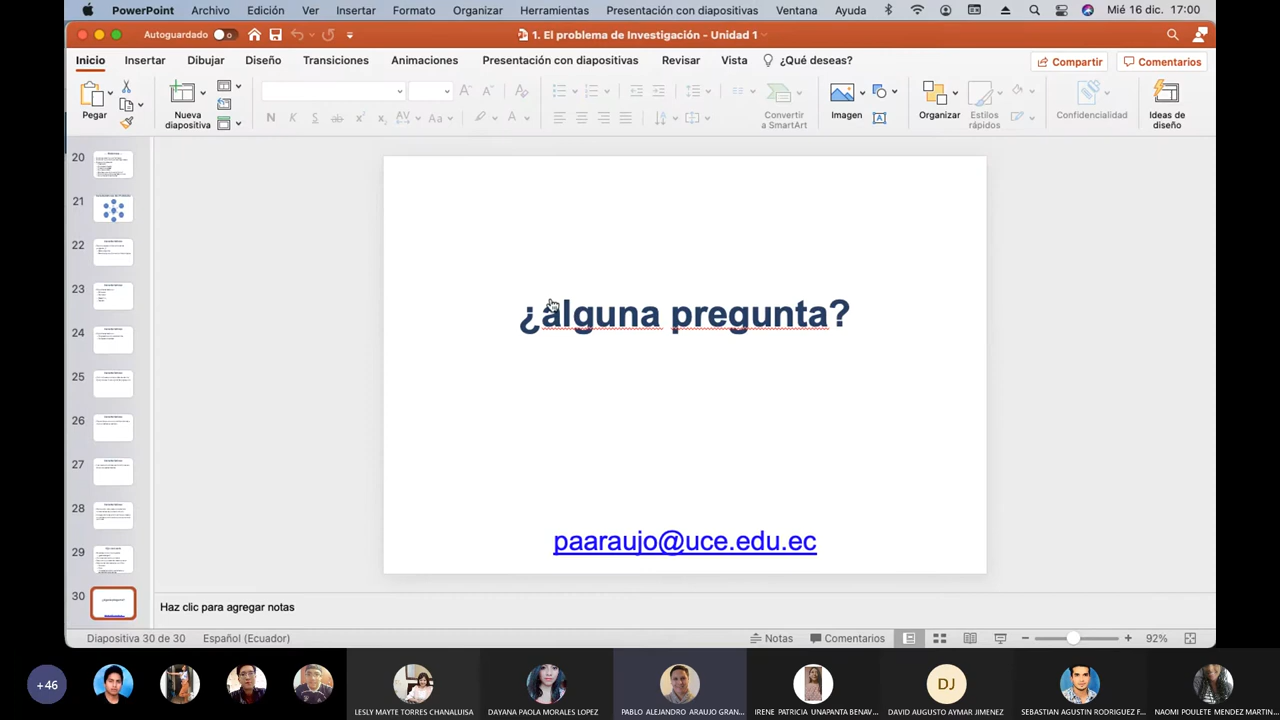 PowerPoint Archivo Edición Ver Insertar Formato Organizar Herramientas Presentación con diapositivas Ventana Ayuda Mié 16 dic. 17:00
Autoguardado 1. El problema de Investigación - Unidad 1
Inicio Insertar Dibujar Diseño Transiciones Animaciones Presentación con diapositivas Revisar Vista ¿Qué deseas? Compartir Comentarios
Pegar Nueva diapositiva Convertir a SmartArt Imagen Organizar Estilos rápidos Confidencialidad Ideas de diseño
20
21
22
23
24
25
26
27
28
29
30
¿alguna pregunta?
paaraujo@uce.edu.ec
Haz clic para agregar notas
Diapositiva 30 de 30 Español (Ecuador) Notas Comentarios 92%
+46 DJ
LESLY MAYTE TORRES CHANALUISA DAYANA PAOLA MORALES LOPEZ PABLO ALEJANDRO ARAUJO GRAN... IRENE PATRICIA UNAPANTA BENAV... DAVID AUGUSTO AYMAR JIMENEZ SEBASTIAN AGUSTIN RODRIGUEZ F... NAOMI POULETE MENDEZ MARTIN...